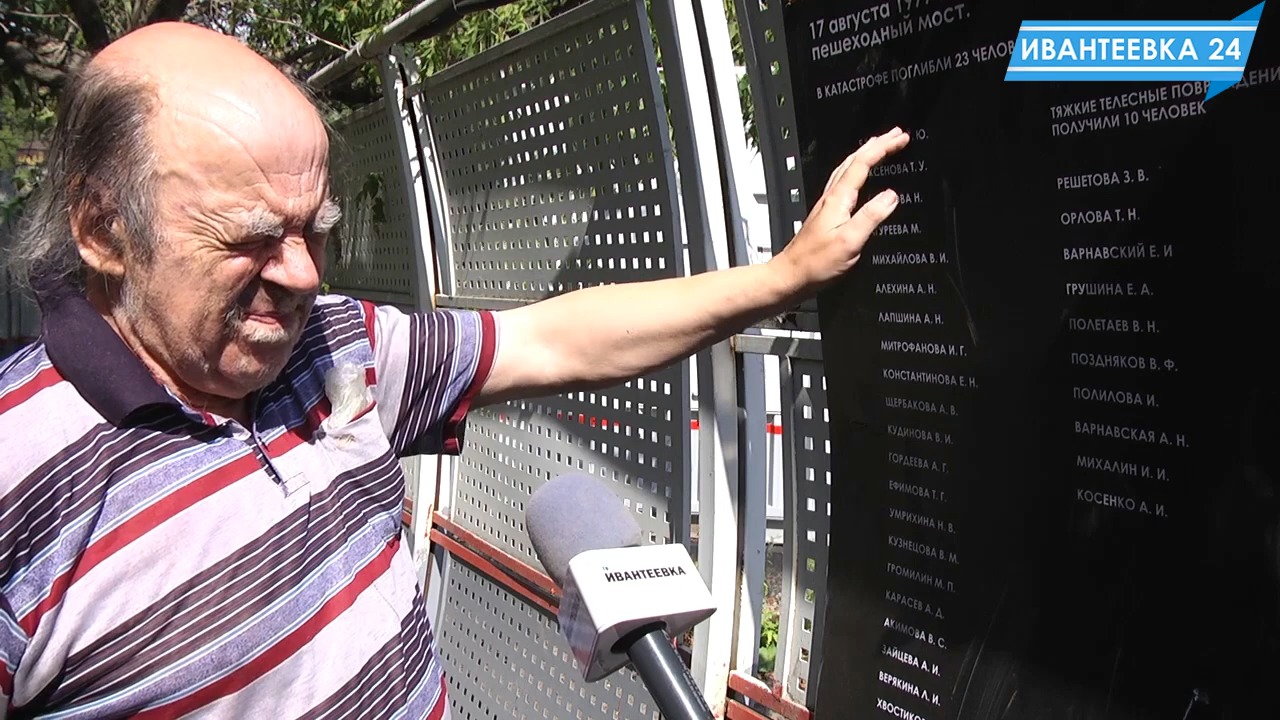 17 августа
пешеходный мост.
В КАТАСТРОФЕ ПОГИБЛИ 23
Ю.
Т. У.
Н.
М.
МИХАЙЛОВА В. И.
АЛЕХИНА А. Н.
ЛАПШИНА А. Н.
МИТРОФАНОВА И. Г.
КОНСТАНТИНОВА Е. Н.
ЩЕРБАКОВА А. В.
КУДИНОВА В. И.
ГОРДЕЕВА А. Г.
ЕФИМОВА Т. Г.
УМРИХИНА Н. В.
КУЗНЕЦОВА В. М.
ГРОМИЛИН М. П.
КАРАСЕВ А. Д.
АКИМОВА В. С.
ЗАЙЦЕВА А. И.
ВЕРЯКИНА Л. И.
ТЯЖКИЕ ТЕЛЕСНЫЕ
ПОЛУЧИЛИ 10 ЧЕЛОВЕК
РЕШЕТОВА З. В.
ОРЛОВА Т. Н.
ВАРНАВСКИЙ Е. И
ГРУШИНА Е. А.
ПОЛЕТАЕВ В. Н.
ПОЗДНЯКОВ В. Ф.
ПОЛИЛОВА И.
ВАРНАВСКАЯ А. Н.
МИХАЛИН И. И.
КОСЕНКО А. И.
ИВАНТЕЕВКА 24
ТВ
ИВАНТЕЕВКА